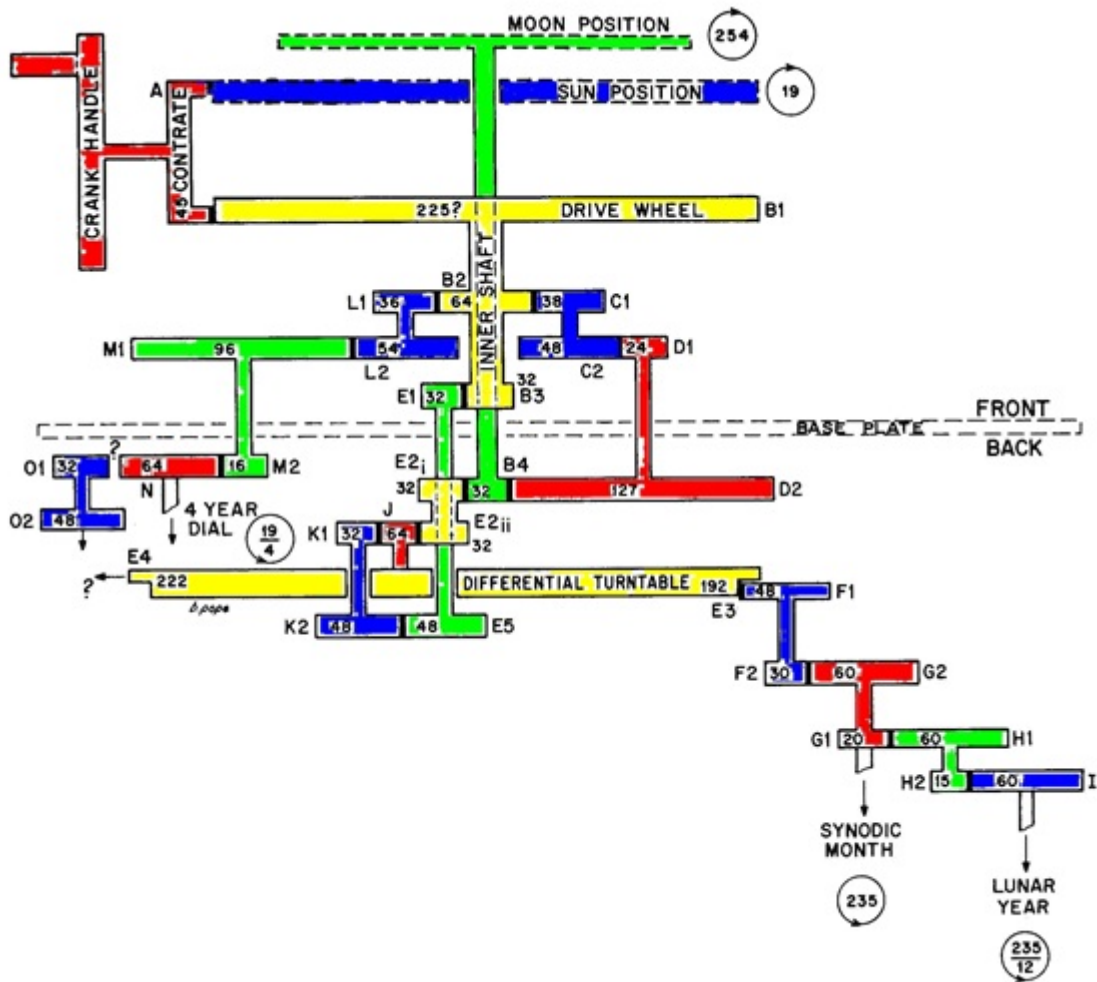 MOON POSITION
254
A
SUN POSITION
19
CRANK HANDLE
45 CONTRATE
225?
DRIVE WHEEL
B1
INNER SHAFT
B2
L1
36
64
38
C1
M1
96
54
48
24
D1
L2
C2
32
E1
32
B3
FRONT
BASE PLATE
BACK
O1
32
?
64
16
M2
E2i
B4
N
32
32
127
D2
O2
48
4 YEAR
DIAL
19
4
J
K1
32
64
E2ii
32
E4
?
222
DIFFERENTIAL TURNTABLE
192
48
F1
b.pope
E3
K2
48
48
E5
F2
30
60
G2
G1
20
60
H1
H2
15
60
I
SYNODIC
MONTH
235
LUNAR
YEAR
235
12